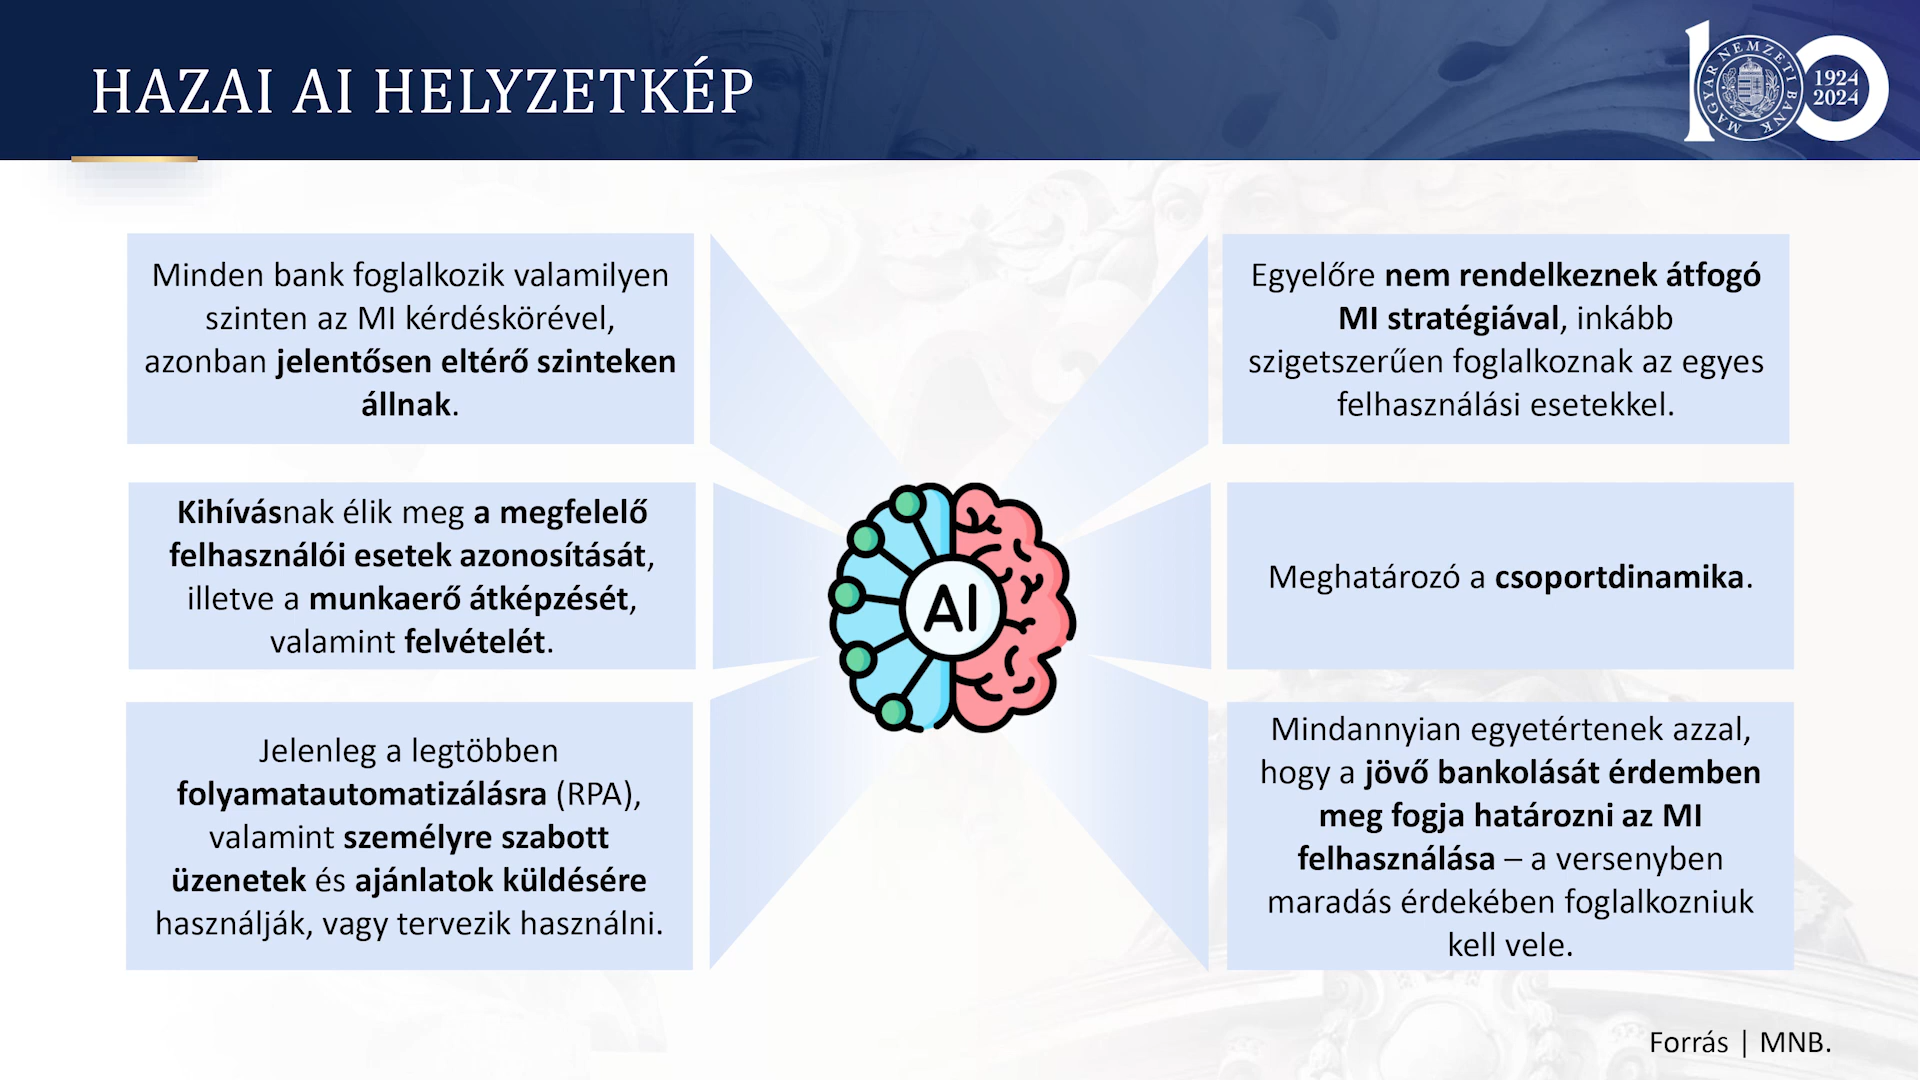 HAZAI AI HELYZETKÉP
MAGYAR NEMZETI BANK
1924
2024
Minden bank foglalkozik valamilyen
szinten az MI kérdéskörével,
azonban jelentősen eltérő szinteken
állnak.
Kihívásnak élik meg a megfelelő
felhasználói esetek azonosítását,
illetve a munkaerő átképzését,
valamint felvételét.
Jelenleg a legtöbben
folyamatautomatizálásra (RPA),
valamint személyre szabott
üzenetek és ajánlatok küldésére
használják, vagy tervezik használni.
AI
Egyelőre nem rendelkeznek átfogó
MI stratégiával, inkább
szigetszerűen foglalkoznak az egyes
felhasználási esetekkel.
Meghatározó a csoportdinamika.
Mindannyian egyetértenek azzal,
hogy a jövő bankolását érdemben
meg fogja határozni az MI
felhasználása – a versenyben
maradás érdekében foglalkozniuk
kell vele.
Forrás | MNB.